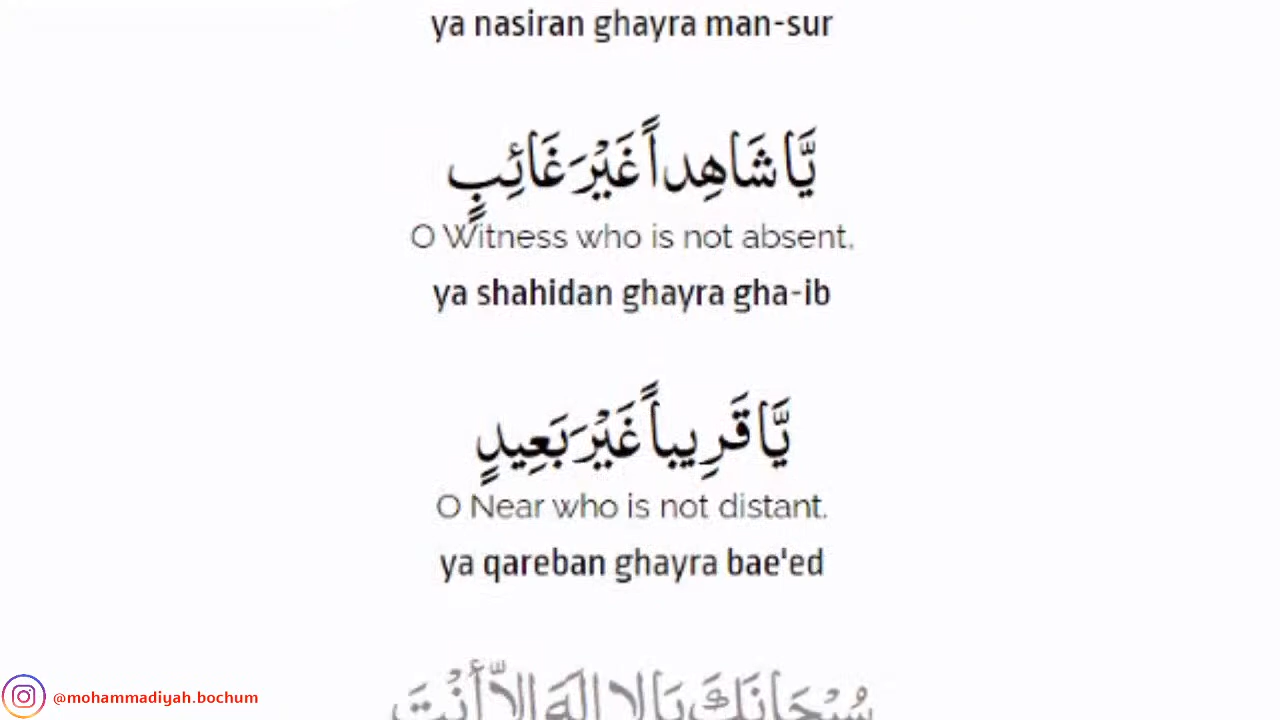 ya nasiran ghayra man-sur
يَّا شَاهِداً غَيْرَ غَائِبٍ
O Witness who is not absent,
ya shahidan ghayra gha-ib
يَّا قَرِيباً غَيْرَ بَعِيدٍ
O Near who is not distant.
ya qareban ghayra bae'ed
سُبْحَانَكَ يَا لَا إِلٰهَ إِلَّا أَنْتَ
@mohammadiyah.bochum